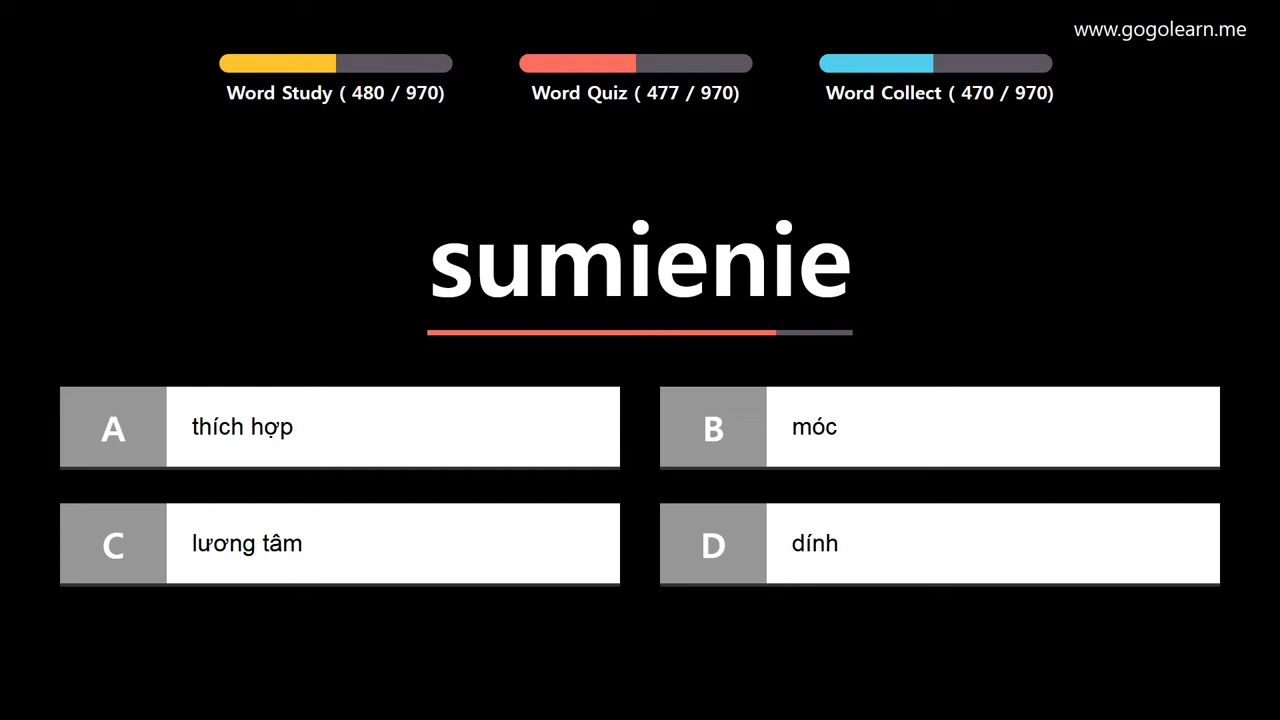 www.gogolearn.me
Word Study ( 480 / 970)
Word Quiz ( 477 / 970)
Word Collect ( 470 / 970)
sumienie
A thích hợp
B móc
C lương tâm
D dính